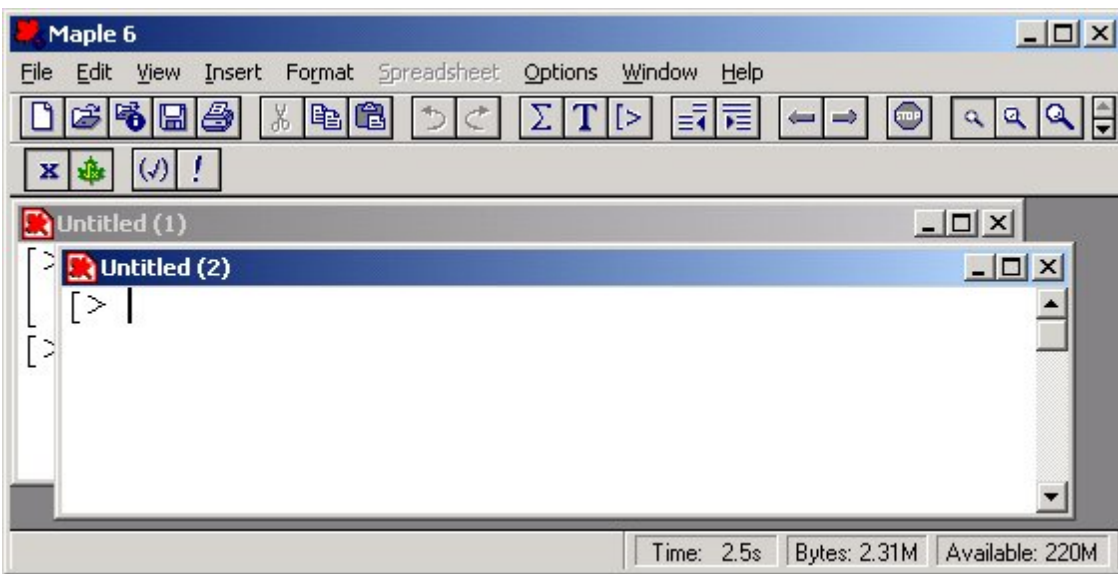 Maple 6
File Edit View Insert Format Spreadsheet Options Window Help
Σ T [> STOP
x (√) !
Untitled (1)
[>
Untitled (2)
[>
[>
Time: 2.5s Bytes: 2.31M Available: 220M